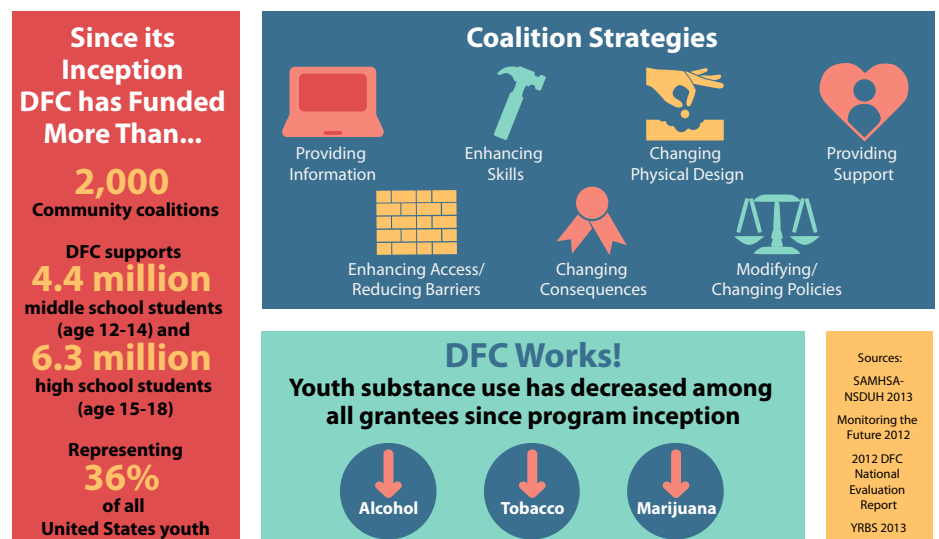 Since its
Inception
DFC has Funded
More Than...
2,000
Community coalitions
DFC supports
4.4 million
middle school students
(age 12-14) and
6.3 million
high school students
(age 15-18)
Representing
36%
of all
United States youth
Coalition Strategies
Providing
Information
Enhancing
Skills
Changing
Physical Design
Providing
Support
Enhancing Access/
Reducing Barriers
Changing
Consequences
Modifying/
Changing Policies
DFC Works!
Youth substance use has decreased among
all grantees since program inception
Alcohol
Tobacco
Marijuana
Sources:
SAMHSA-
NSDUH 2013
Monitoring the
Future 2012
2012 DFC
National
Evaluation
Report
YRBS 2013